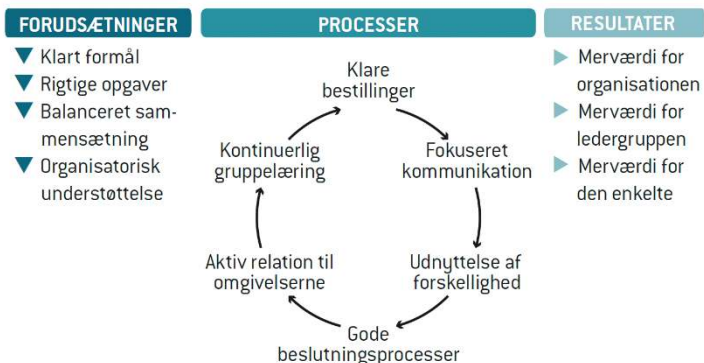 FORUDSÆTNINGER
Klart formål
Rigtige opgaver
Balanceret sam-
mensætning
Organisatorisk
understøttelse
PROCESSER
Klare
bestillinger
Fokuseret
kommunikation
Udnyttelse af
forskellighed
Gode
beslutningsprocesser
Aktiv relation til
omgivelserne
Kontinuerlig
gruppelæring
RESULTATER
Merværdi for
organisationen
Merværdi for
ledergruppen
Merværdi for
den enkelte